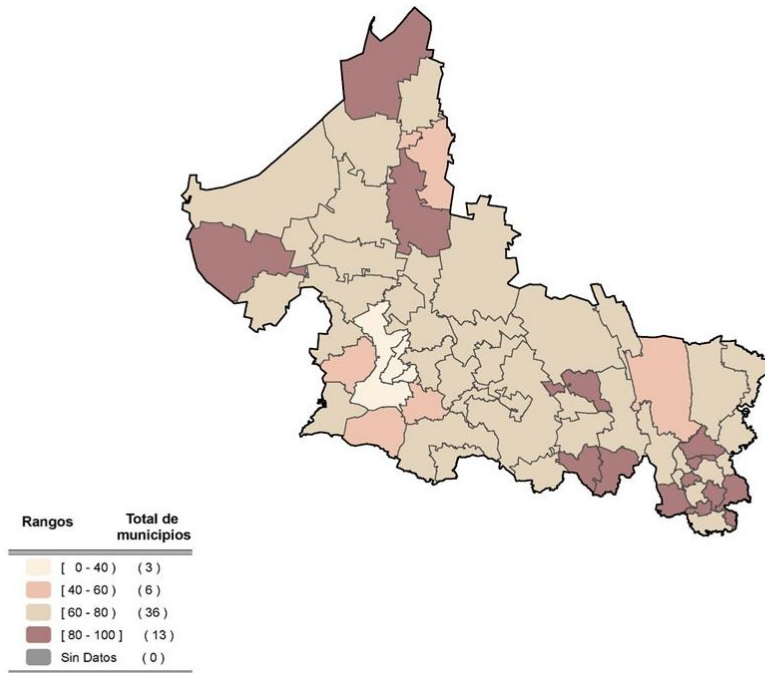 Rangos Total de
municipios
[ 0 - 40 ) ( 3 )
[ 40 - 60 ) ( 6 )
[ 60 - 80 ) ( 36 )
[ 80 - 100 ] ( 13 )
Sin Datos ( 0 )